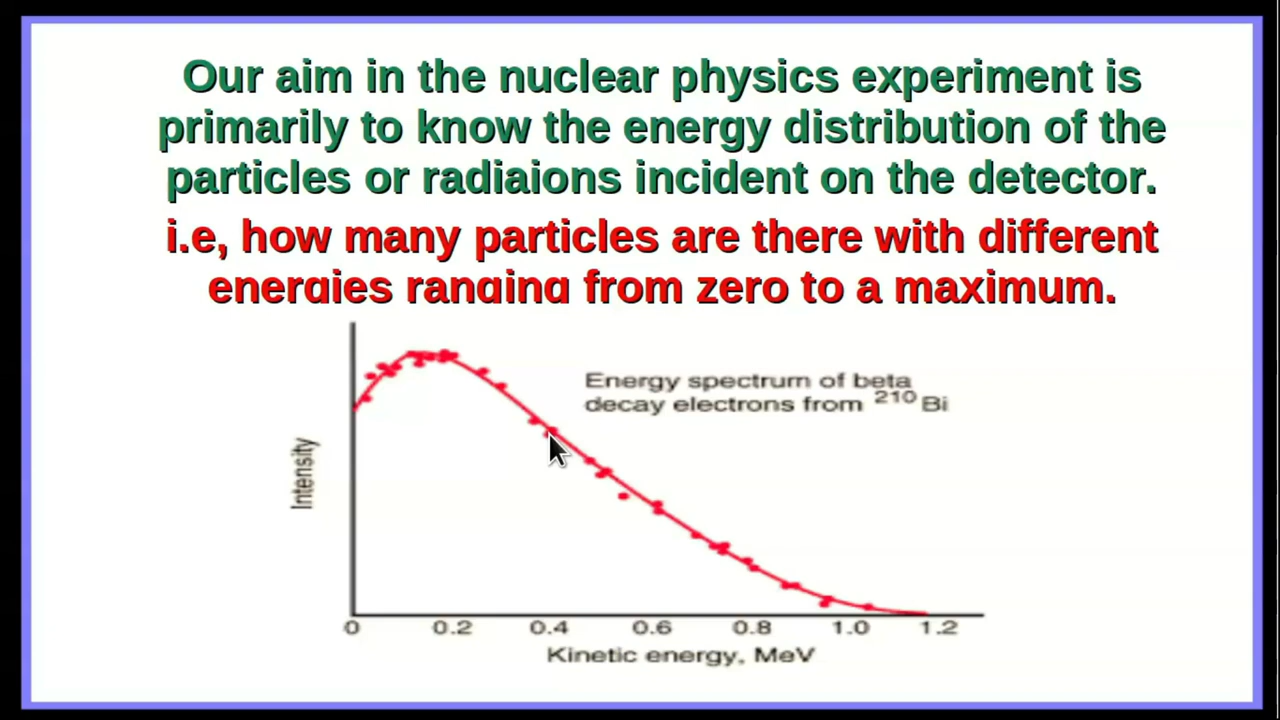 Our aim in the nuclear physics experiment is
primarily to know the energy distribution of the
particles or radiaions incident on the detector.
i.e, how many particles are there with different
energies ranging from zero to a maximum.
Energy spectrum of beta
decay electrons from ²¹⁰Bi
Intensity
0 0.2 0.4 0.6 0.8 1.0 1.2
Kinetic energy, MeV